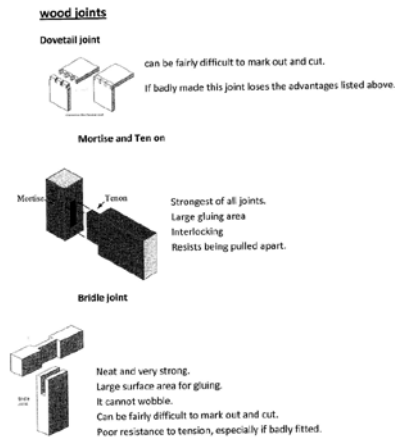 wood joints
Dovetail joint
can be fairly difficult to mark out and cut.
If badly made this joint loses the advantages listed above.
Mortise and Ten on
Mortise
Tenon
Strongest of all joints.
Large gluing area
Interlocking
Resists being pulled apart.
Bridle joint
Neat and very strong.
Large surface area for gluing.
It cannot wobble.
Can be fairly difficult to mark out and cut.
Poor resistance to tension, especially if badly fitted.